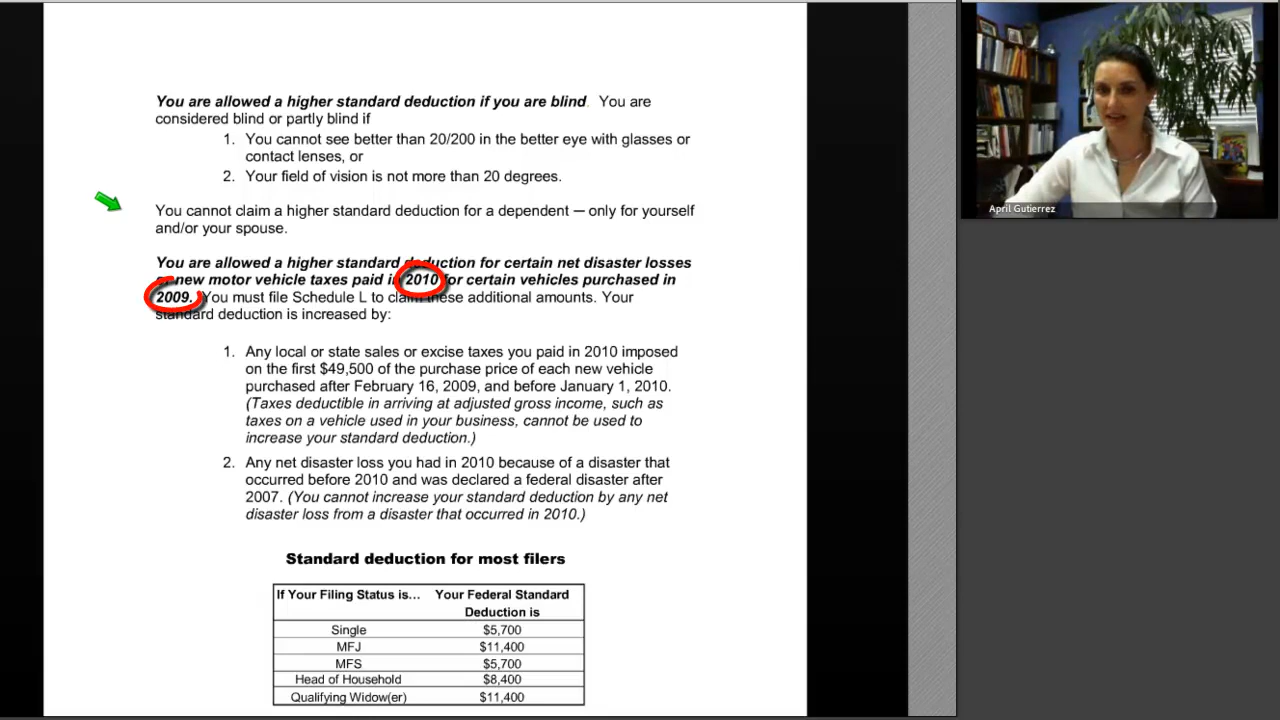 You are allowed a higher standard deduction if you are blind. You are
considered blind or partly blind if
1. You cannot see better than 20/200 in the better eye with glasses or
contact lenses, or
2. Your field of vision is not more than 20 degrees.
You cannot claim a higher standard deduction for a dependent — only for yourself
and/or your spouse.
You are allowed a higher standard deduction for certain net disaster losses
or new motor vehicle taxes paid in 2010 for certain vehicles purchased in
2009. You must file Schedule L to claim these additional amounts. Your
standard deduction is increased by:
1. Any local or state sales or excise taxes you paid in 2010 imposed
on the first $49,500 of the purchase price of each new vehicle
purchased after February 16, 2009, and before January 1, 2010.
(Taxes deductible in arriving at adjusted gross income, such as
taxes on a vehicle used in your business, cannot be used to
increase your standard deduction.)
2. Any net disaster loss you had in 2010 because of a disaster that
occurred before 2010 and was declared a federal disaster after
2007. (You cannot increase your standard deduction by any net
disaster loss from a disaster that occurred in 2010.)
Standard deduction for most filers
If Your Filing Status is... Your Federal Standard
Deduction is
Single $5,700
MFJ $11,400
MFS $5,700
Head of Household $8,400
Qualifying Widow(er) $11,400
April Gutierrez